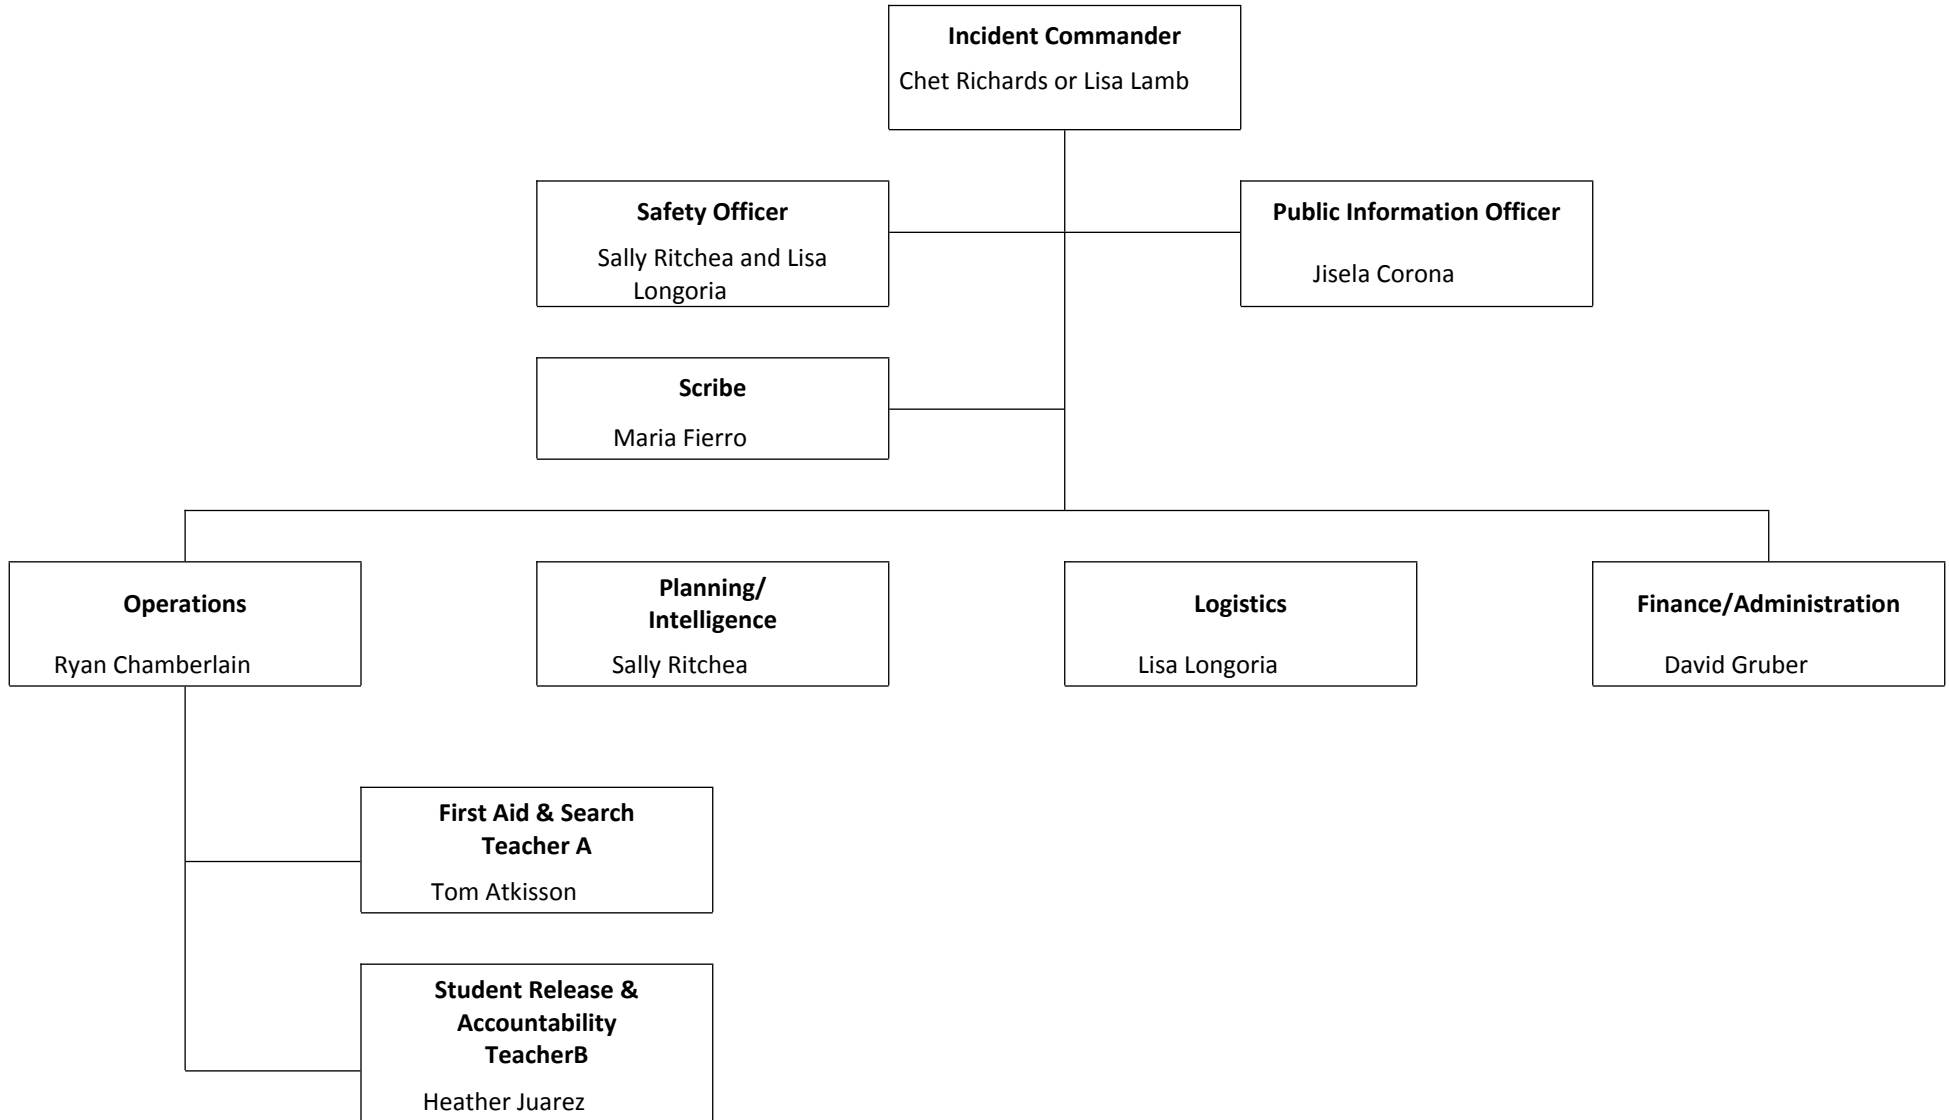 Incident Commander
Chet Richards or Lisa Lamb
Safety Officer
Sally Ritchea and Lisa
Longoria
Public Information Officer
Jisela Corona
Scribe
Maria Fierro
Operations
Ryan Chamberlain
Planning/
Intelligence
Sally Ritchea
Logistics
Lisa Longoria
Finance/Administration
David Gruber
First Aid & Search
Teacher A
Tom Atkisson
Student Release &
Accountability
TeacherB
Heather Juarez